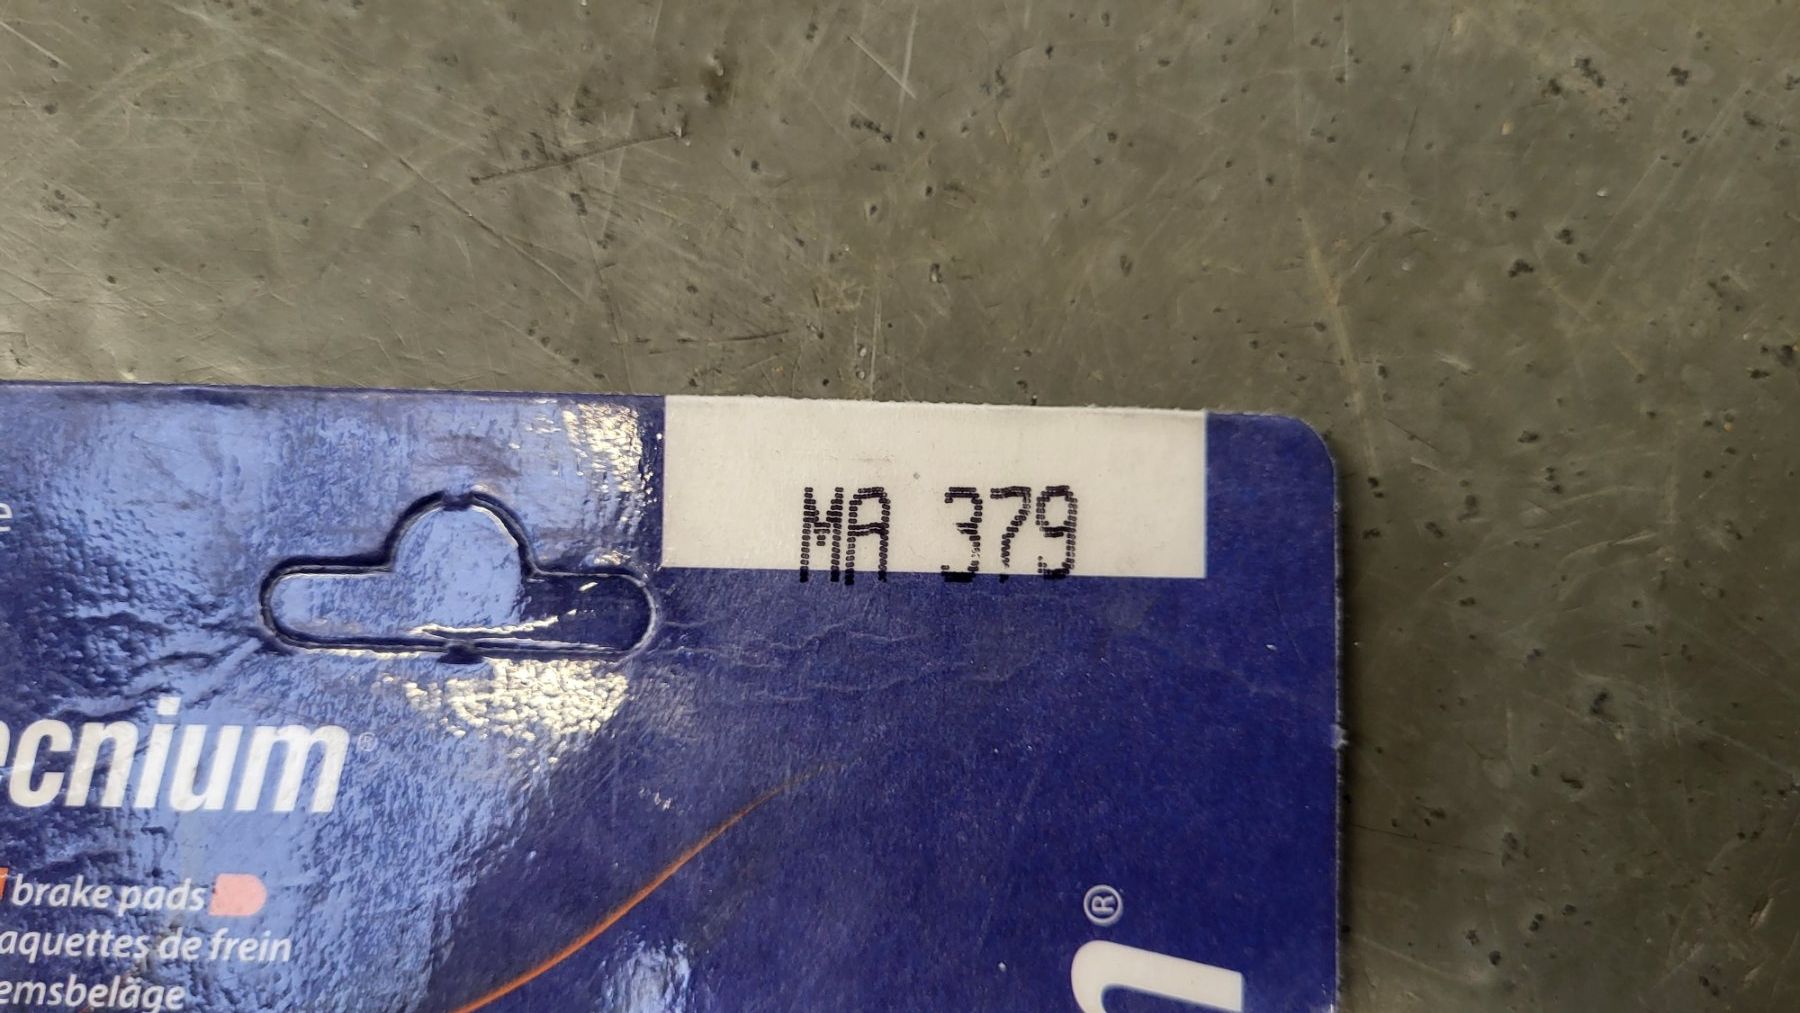 MA 379
e
ecnium®
brake pads
aquettes de frein
emsbeläge
®
n